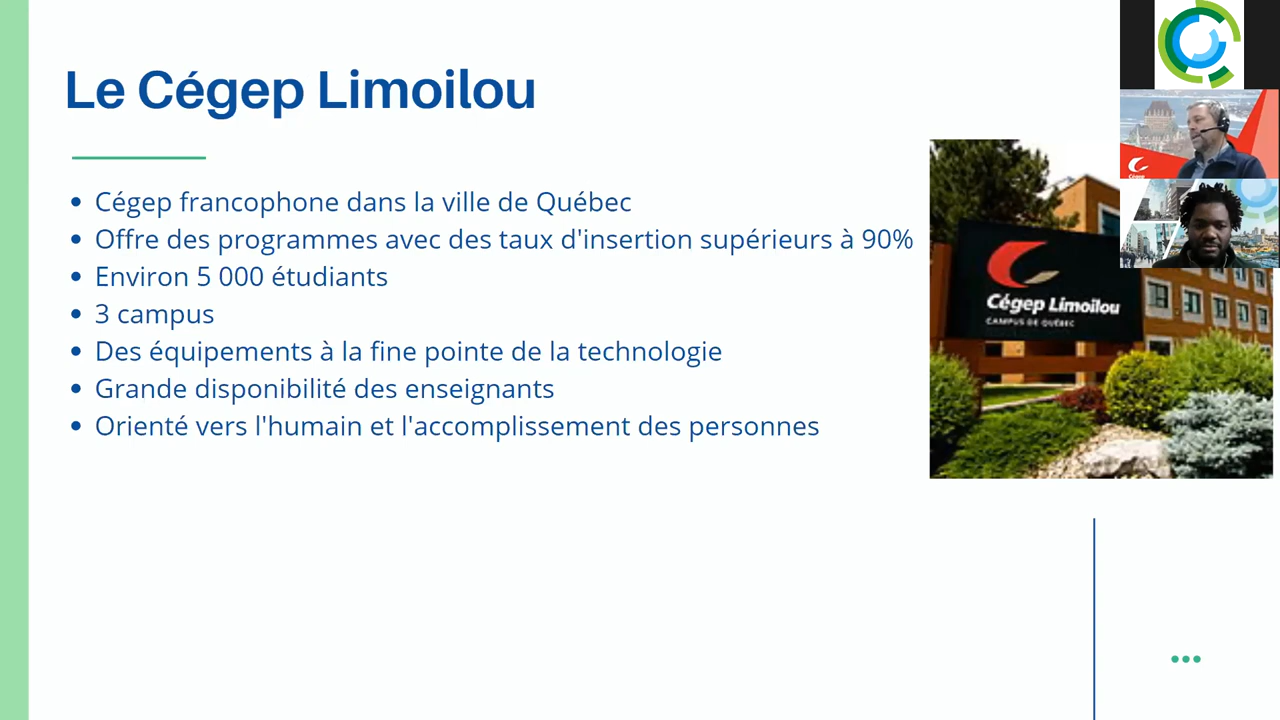 Le Cégep Limoilou
Cégep francophone dans la ville de Québec
Offre des programmes avec des taux d'insertion supérieurs à 90%
Environ 5 000 étudiants
3 campus
Des équipements à la fine pointe de la technologie
Grande disponibilité des enseignants
Orienté vers l'humain et l'accomplissement des personnes
Cégep Limoilou
CAMPUS DE QUÉBEC
Cégep